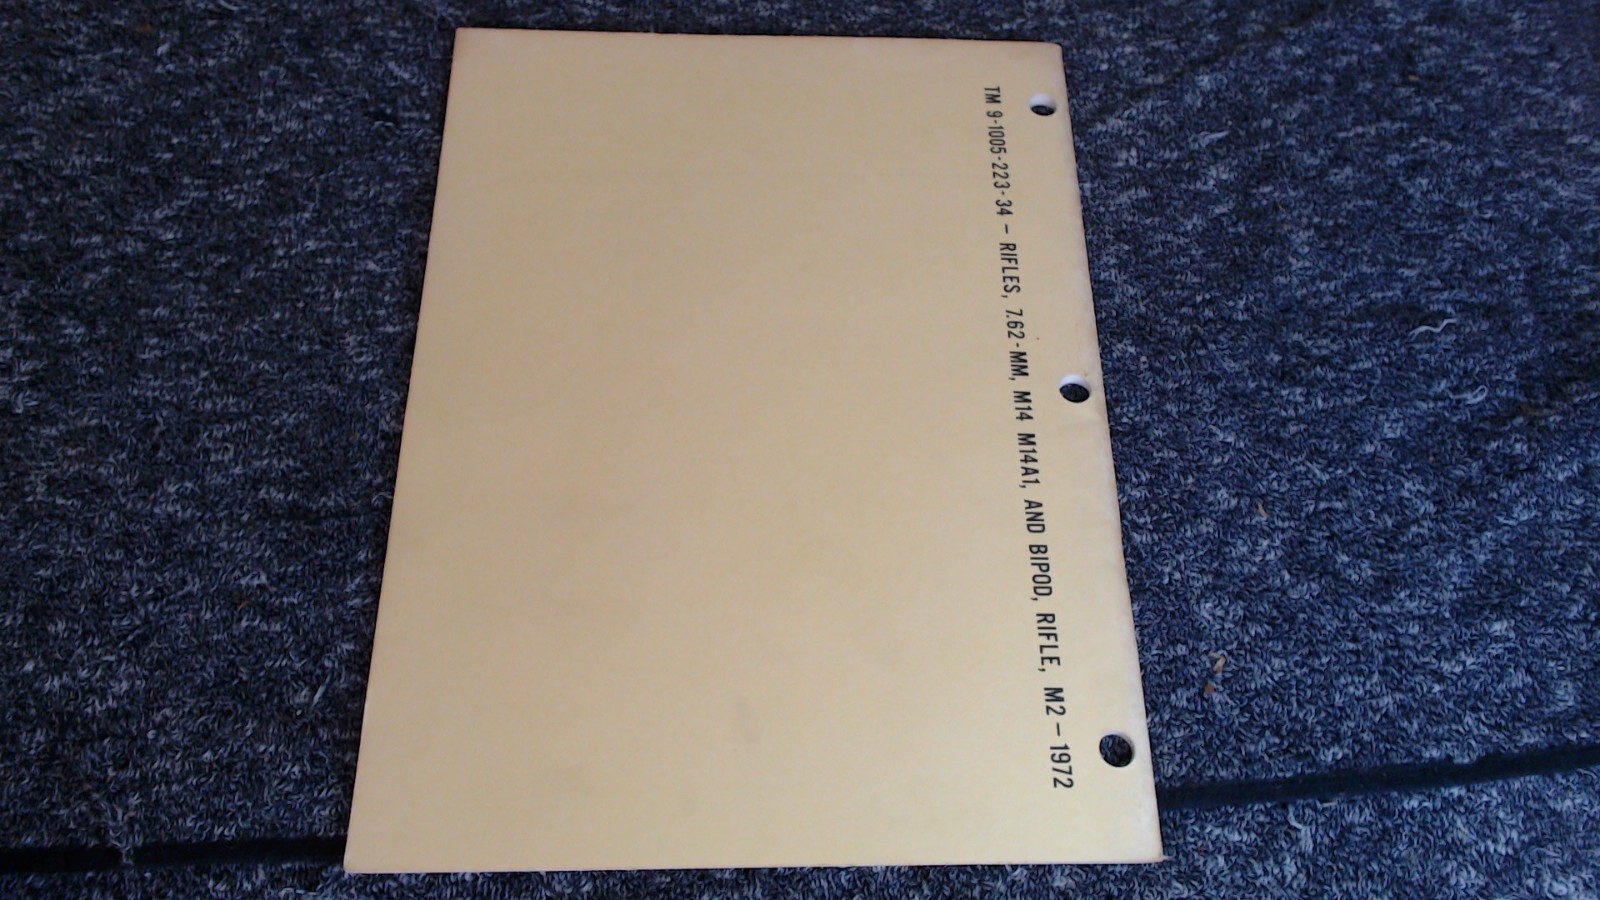 TM 9-1005-223-34 — RIFLES, 7.62-MM, M14 M14A1, AND BIPOD, RIFLE, M2 — 1972